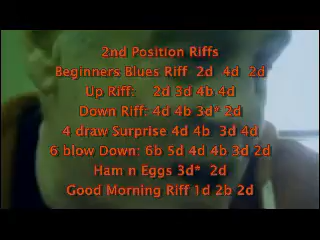 2nd Position Riffs
Beginners Blues Riff 2d 4d 2d
Up Riff: 2d 3d 4b 4d
Down Riff: 4d 4b 3d* 2d
4 draw Surprise 4d 4b 3d 4d
6 blow Down: 6b 5d 4d 4b 3d 2d
Ham n Eggs 3d* 2d
Good Morning Riff 1d 2b 2d